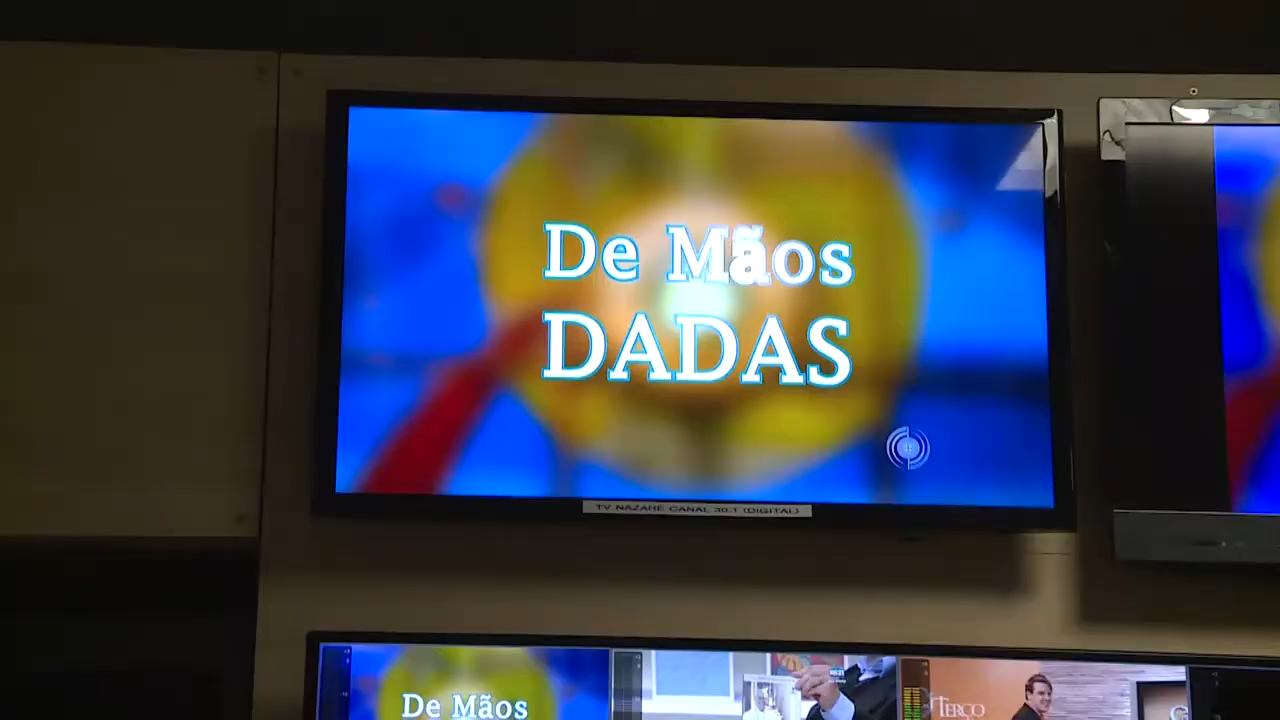 De Mãos
DADAS
TV NAZARÉ CANAL 30.1 (DIGITAL)
De Mãos
TERÇO